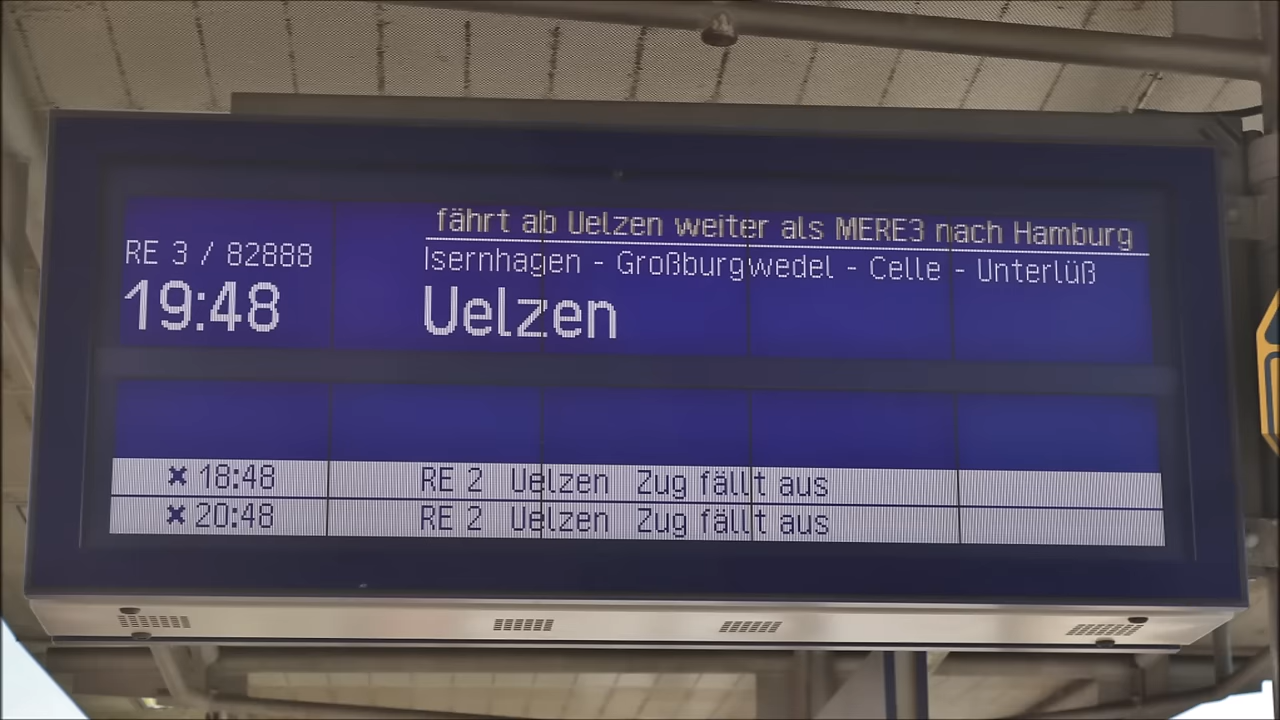 fährt ab Uelzen weiter als MERE3 nach Hamburg
RE 3 / 82888
Isernhagen - Großburgwedel - Celle - Unterlüß
19:48
Uelzen
✖ 18:48 RE 2 Uelzen Zug fällt aus
✖ 20:48 RE 2 Uelzen Zug fällt aus